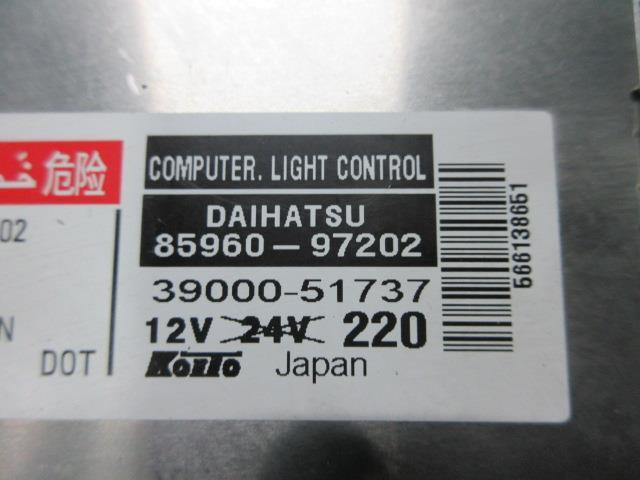 危险
02
N
DOT
COMPUTER. LIGHT CONTROL
DAIHATSU
85960-97202
39000-51737
12V 24V 220
KOITO Japan
566138651